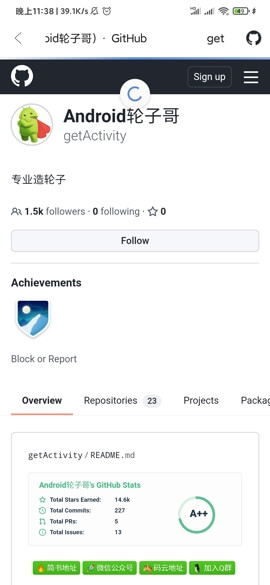 晚上11:38 | 39.1K/s
oid轮子哥) · GitHub
get
Sign up
Android轮子哥
getActivity
专业造轮子
1.5k followers · 0 following · 0
Follow
Achievements
Block or Report
Overview
Repositories 23
Projects
Packag
getActivity/README.md
Android轮子哥's GitHub Stats
Total Stars Earned: 14.6k
Total Commits: 227
Total PRs: 5
Total Issues: 13
A++
简书地址
微信公众号
码云地址
加入Q群